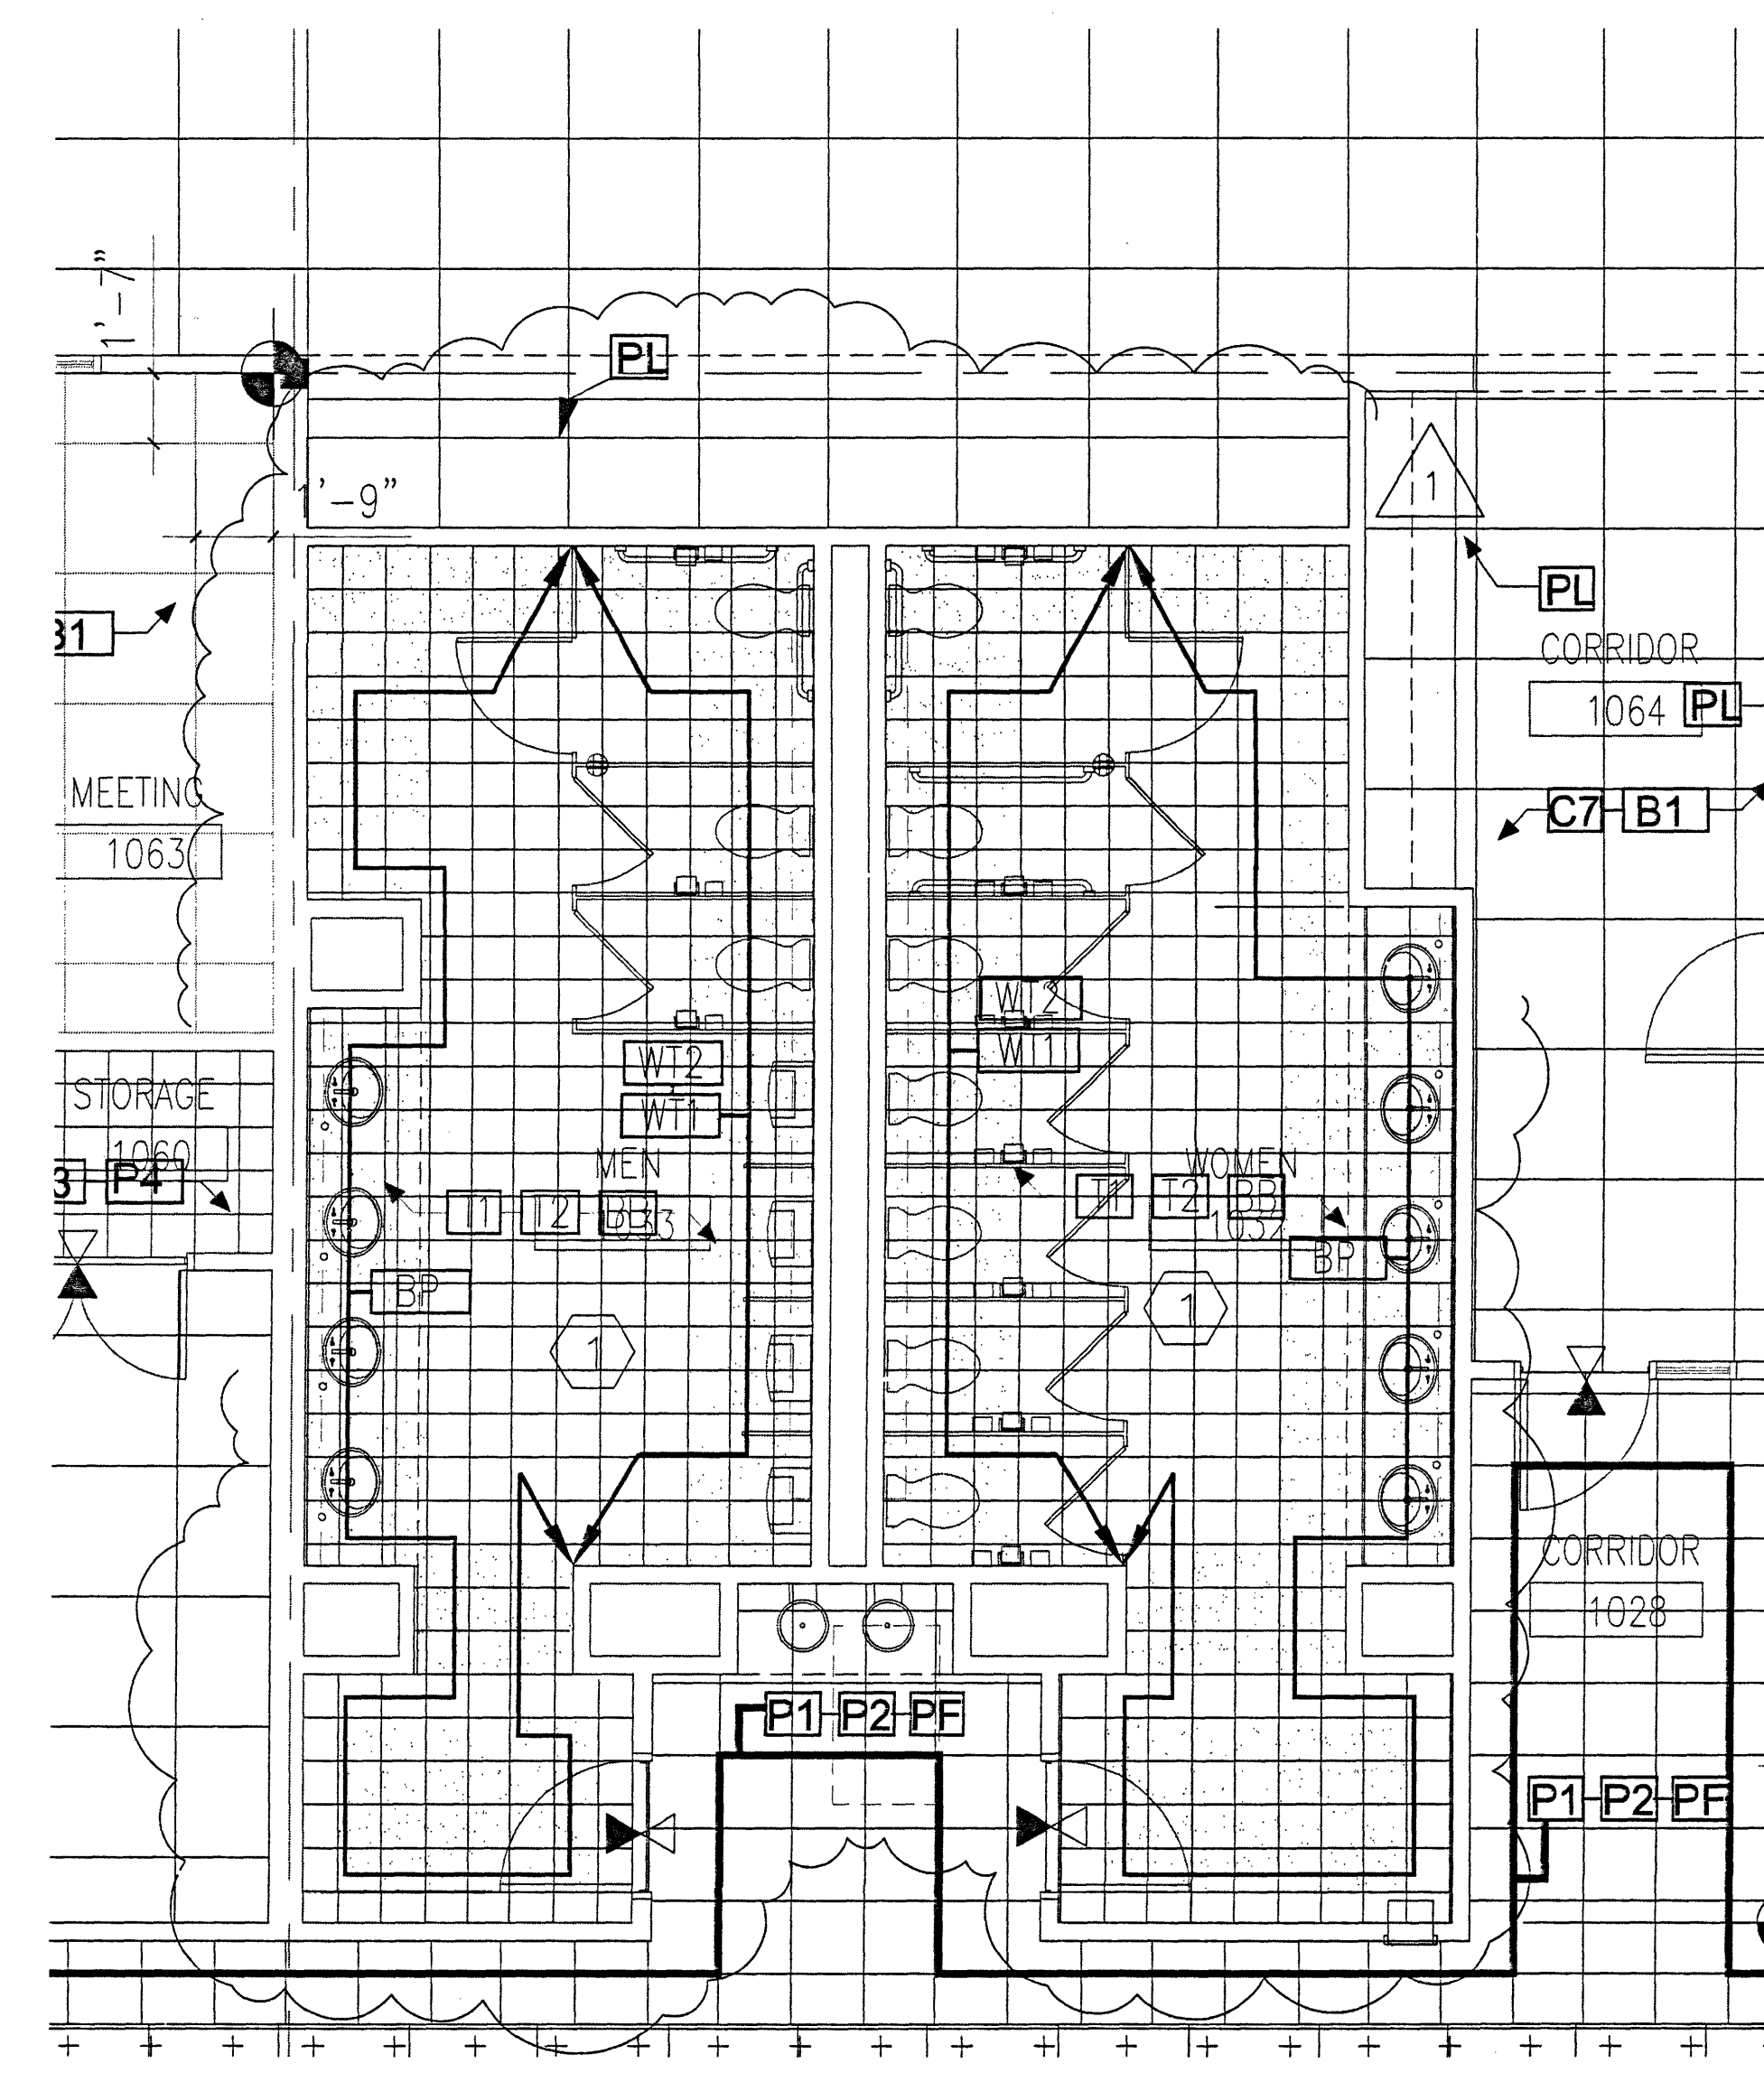 1'-7"
PL
1'-9"
1
PL
CORRIDOR
1064 PL
MEETING
1063
C7 B1
WT2
WT1
WT2
WT1
STORAGE
1060
P4
MEN
T1 T2 BB
BP
1
WOMEN
T1 T2 BB
1032
BP
1
CORRIDOR
1028
P1 P2 PF
P1 P2 PF